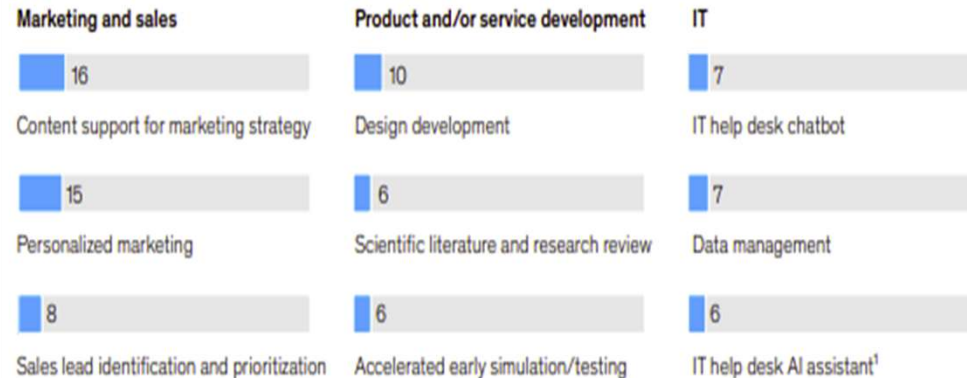 Marketing and sales
16
Content support for marketing strategy
15
Personalized marketing
8
Sales lead identification and prioritization
Product and/or service development
10
Design development
6
Scientific literature and research review
6
Accelerated early simulation/testing
IT
7
IT help desk chatbot
7
Data management
6
IT help desk AI assistant¹